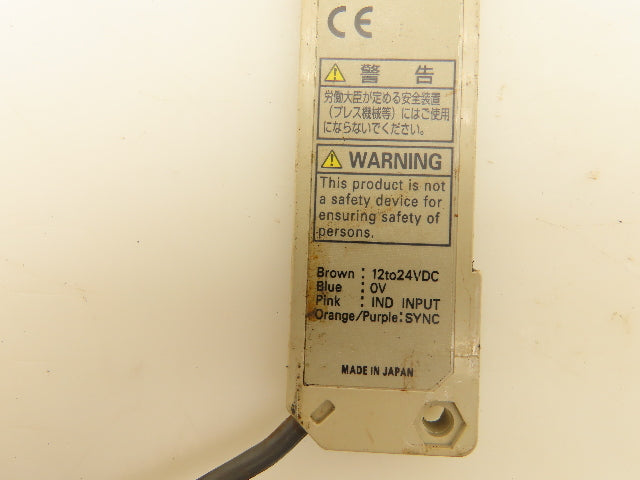 CE
警 告
労働大臣が定める安全装置
(プレス機械等)にはご使用
にならないでください。
WARNING
This product is not
a safety device for
ensuring safety of
persons.
Brown : 12to24VDC
Blue : 0V
Pink : IND INPUT
Orange/Purple:SYNC
MADE IN JAPAN